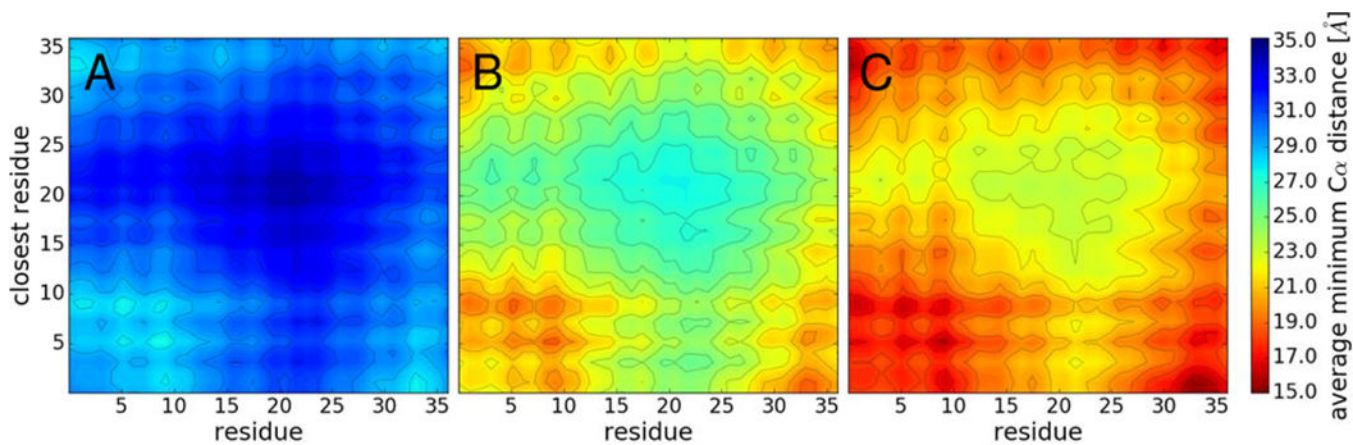 A
B
C
35
30
25
20
15
10
5
closest residue
5 10 15 20 25 30 35
residue
5 10 15 20 25 30 35
residue
5 10 15 20 25 30 35
residue
35.0
33.0
31.0
29.0
27.0
25.0
23.0
21.0
19.0
17.0
15.0
average minimum Cα distance [Å]